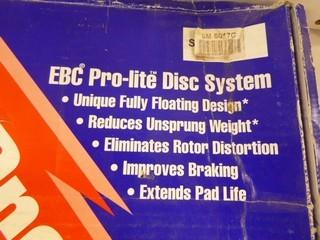 EBC® Pro-lite™ Disc System
• Unique Fully Floating Design*
• Reduces Unsprung Weight*
• Eliminates Rotor Distortion
• Improves Braking
• Extends Pad Life